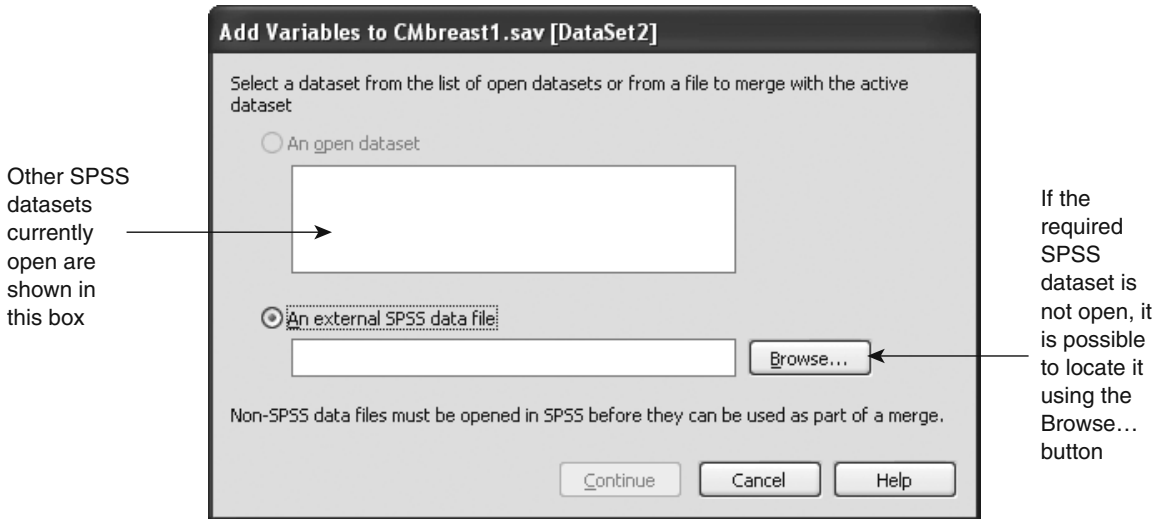 Add Variables to CMbreast1.sav [DataSet2]
Select a dataset from the list of open datasets or from a file to merge with the active
dataset
An open dataset
Other SPSS
datasets
currently
open are
shown in
this box
An external SPSS data file
Browse...
If the
required
SPSS
dataset is
not open, it
is possible
to locate it
using the
Browse…
button
Non-SPSS data files must be opened in SPSS before they can be used as part of a merge.
Continue
Cancel
Help